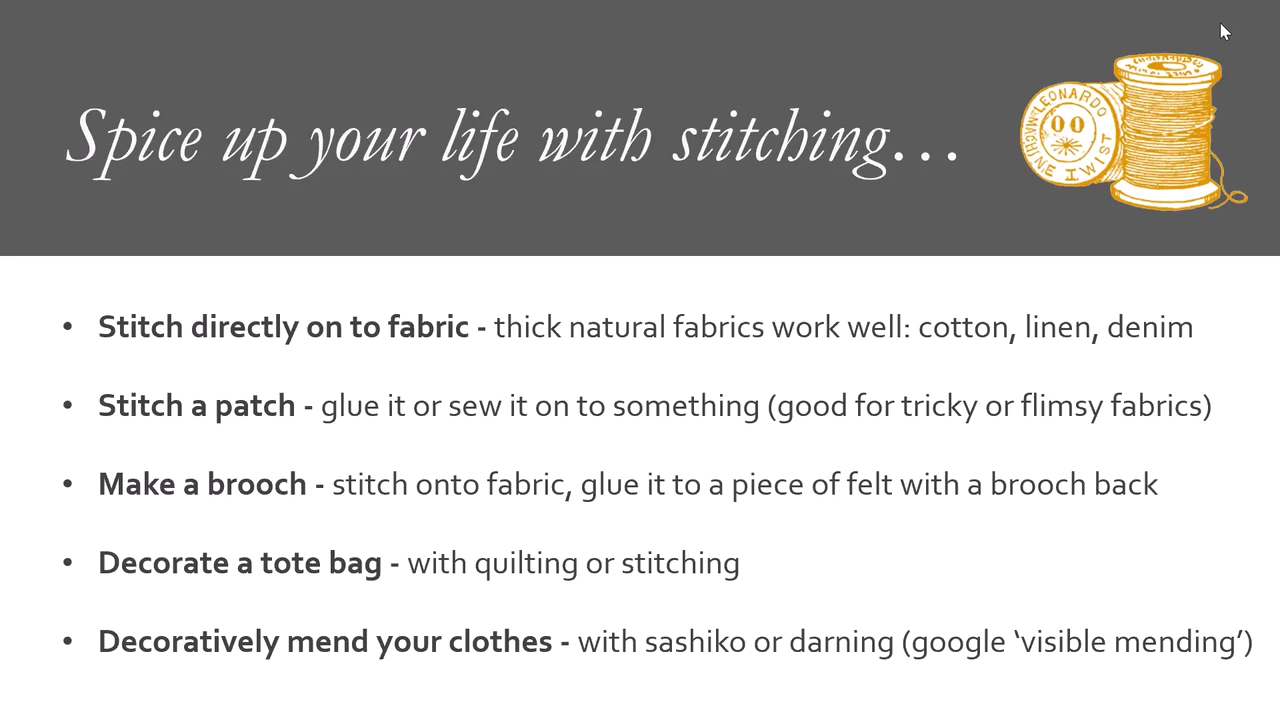 Spice up your life with stitching…
LEONARDO
MACHINE TWIST
00
• Stitch directly on to fabric - thick natural fabrics work well: cotton, linen, denim
• Stitch a patch - glue it or sew it on to something (good for tricky or flimsy fabrics)
• Make a brooch - stitch onto fabric, glue it to a piece of felt with a brooch back
• Decorate a tote bag - with quilting or stitching
• Decoratively mend your clothes - with sashiko or darning (google ‘visible mending’)